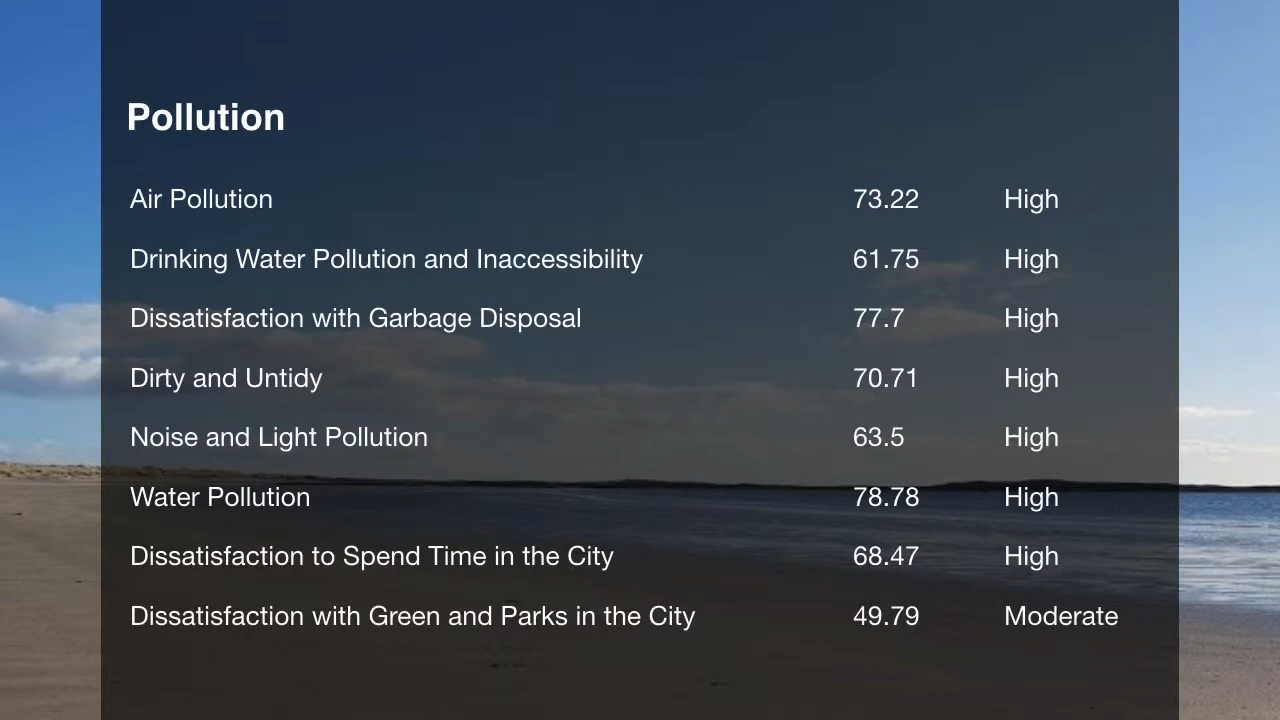 Pollution
Air Pollution 73.22 High
Drinking Water Pollution and Inaccessibility 61.75 High
Dissatisfaction with Garbage Disposal 77.7 High
Dirty and Untidy 70.71 High
Noise and Light Pollution 63.5 High
Water Pollution 78.78 High
Dissatisfaction to Spend Time in the City 68.47 High
Dissatisfaction with Green and Parks in the City 49.79 Moderate